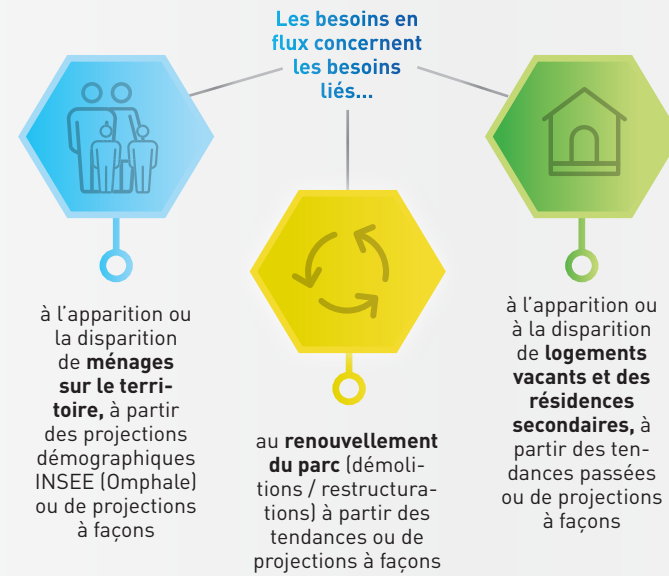 Les besoins en
flux concernent
les besoins
liés...
à l’apparition ou
la disparition
de ménages
sur le terri-
toire, à partir
des projections
démographiques
INSEE (Omphale)
ou de projections
à façons
au renouvellement
du parc (démoli-
tions / restructura-
tions) à partir des
tendances ou de
projections à façons
à l’apparition ou
à la disparition
de logements
vacants et des
résidences
secondaires, à
partir des ten-
dances passées
ou de projections
à façons